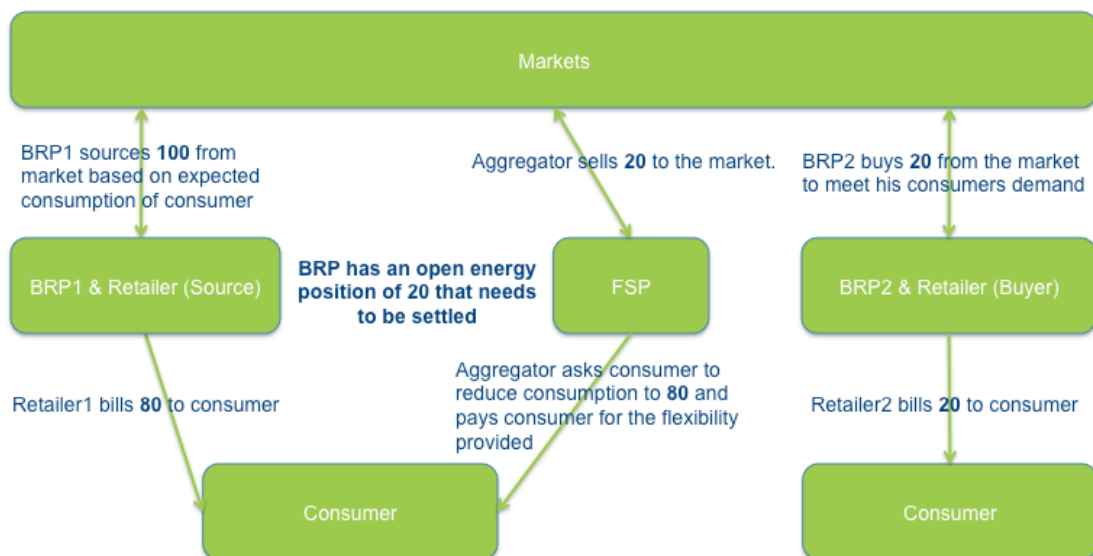 Markets
BRP1 sources 100 from
market based on expected
consumption of consumer
Aggregator sells 20 to the market.
BRP2 buys 20 from the market
to meet his consumers demand
BRP1 & Retailer (Source)
BRP has an open energy
position of 20 that needs
to be settled
FSP
BRP2 & Retailer (Buyer)
Retailer1 bills 80 to consumer
Aggregator asks consumer to
reduce consumption to 80 and
pays consumer for the flexibility
provided
Retailer2 bills 20 to consumer
Consumer
Consumer